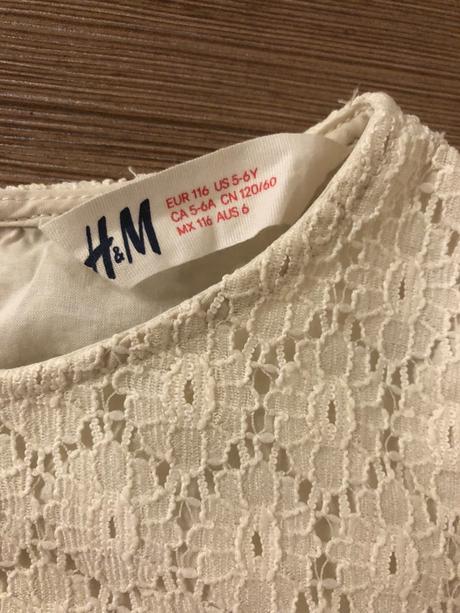 H&M
EUR 116 US 5-6Y
CA 5-6A CN 120/60
MX 116 AUS 6